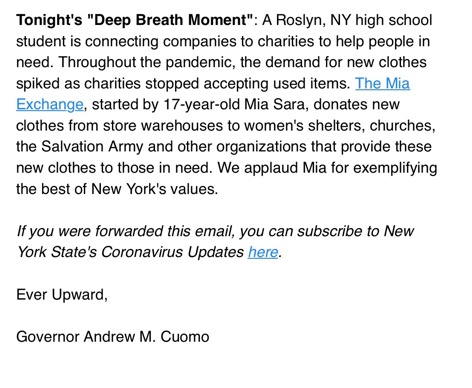 Tonight's "Deep Breath Moment": A Roslyn, NY high school
student is connecting companies to charities to help people in
need. Throughout the pandemic, the demand for new clothes
spiked as charities stopped accepting used items. The Mia
Exchange, started by 17-year-old Mia Sara, donates new
clothes from store warehouses to women's shelters, churches,
the Salvation Army and other organizations that provide these
new clothes to those in need. We applaud Mia for exemplifying
the best of New York's values.
If you were forwarded this email, you can subscribe to New
York State's Coronavirus Updates here.
Ever Upward,
Governor Andrew M. Cuomo